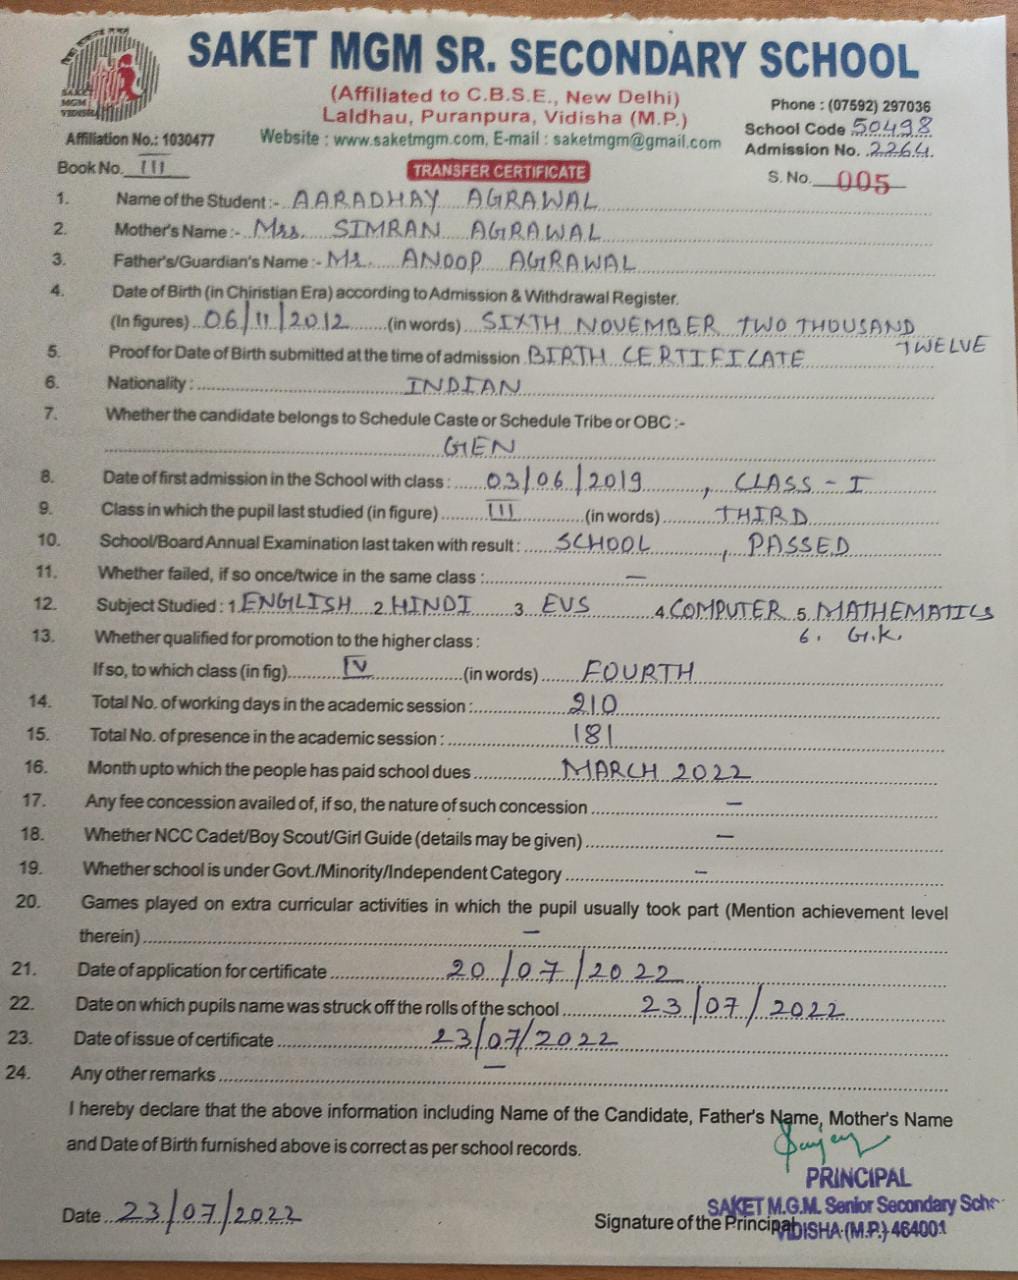 SAKET MGM SR. SECONDARY SCHOOL
SAKET
MGM
VIDISHA
(Affiliated to C.B.S.E., New Delhi)
Laldhau, Puranpura, Vidisha (M.P.)
Phone : (07592) 297036
Affiliation No.: 1030477
Website : www.saketmgm.com, E-mail : saketmgm@gmail.com
School Code 50498
Admission No. 2264.
Book No. III
TRANSFER CERTIFICATE
S. No. 005
1. Name of the Student :- AARADHAY AGRAWAL
2. Mother's Name :- Mrs. SIMRAN AGRAWAL
3. Father's/Guardian's Name :- Mr. ANOOP AGRAWAL
4. Date of Birth (in Chiristian Era) according to Admission & Withdrawal Register.
(In figures) 06/11/2012 (in words) SIXTH NOVEMBER TWO THOUSAND
TWELVE
5. Proof for Date of Birth submitted at the time of admission BIRTH CERTIFICATE
6. Nationality : INDIAN
7. Whether the candidate belongs to Schedule Caste or Schedule Tribe or OBC :-
GEN
8. Date of first admission in the School with class : 03/06/2019, CLASS - I
9. Class in which the pupil last studied (in figure) III (in words) THIRD
10. School/Board Annual Examination last taken with result : SCHOOL, PASSED
11. Whether failed, if so once/twice in the same class : —
12. Subject Studied : 1 ENGLISH 2 HINDI 3. EVS 4. COMPUTER 5. MATHEMATICS
6. G.K.
13. Whether qualified for promotion to the higher class :
If so, to which class (in fig) IV (in words) FOURTH
14. Total No. of working days in the academic session : 210
15. Total No. of presence in the academic session : 181
16. Month upto which the people has paid school dues MARCH 2022
17. Any fee concession availed of, if so, the nature of such concession —
18. Whether NCC Cadet/Boy Scout/Girl Guide (details may be given) —
19. Whether school is under Govt./Minority/Independent Category —
20. Games played on extra curricular activities in which the pupil usually took part (Mention achievement level
therein) —
21. Date of application for certificate 20/07/2022
22. Date on which pupils name was struck off the rolls of the school 23/07/2022
23. Date of issue of certificate 23/07/2022
24. Any other remarks —
I hereby declare that the above information including Name of the Candidate, Father's Name, Mother's Name
and Date of Birth furnished above is correct as per school records.
PRINCIPAL
SAKET M.G.M. Senior Secondary Scho
Date 23/07/2022
Signature of the Principal
VIDISHA (M.P.) 464001